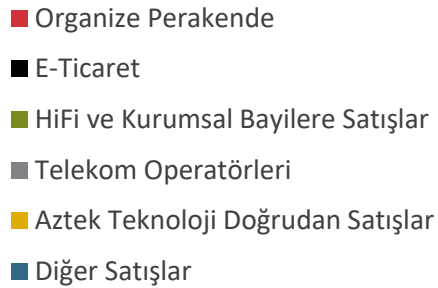 Organize Perakende
E-Ticaret
HiFi ve Kurumsal Bayilere Satışlar
Telekom Operatörleri
Aztek Teknoloji Doğrudan Satışlar
Diğer Satışlar